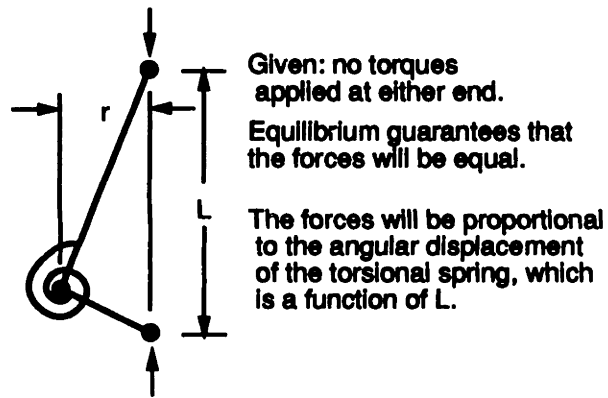 Given: no torques
applied at either end.
r
Equilibrium guarantees that
the forces will be equal.
L
The forces will be proportional
to the angular displacement
of the torsional spring, which
is a function of L.